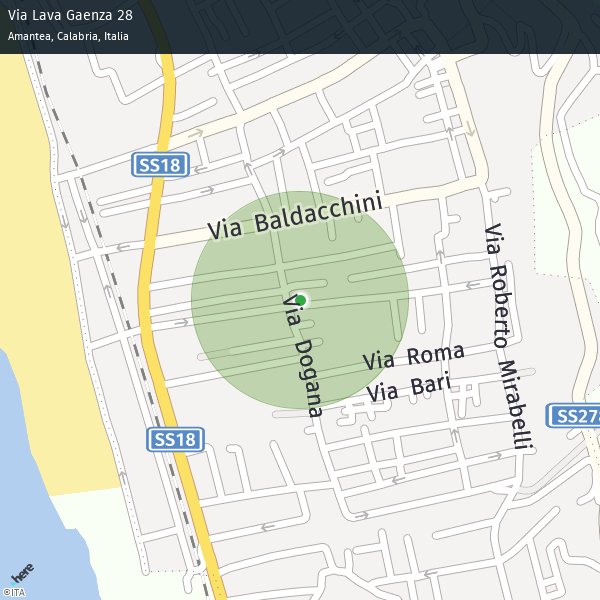 Via Lava Gaenza 28
Amantea, Calabria, Italia
SS18
Via Baldacchini
Via Roberto Mirabelli
Via Dogana
Via Roma
Via Bari
SS278
SS18
here
©ITA